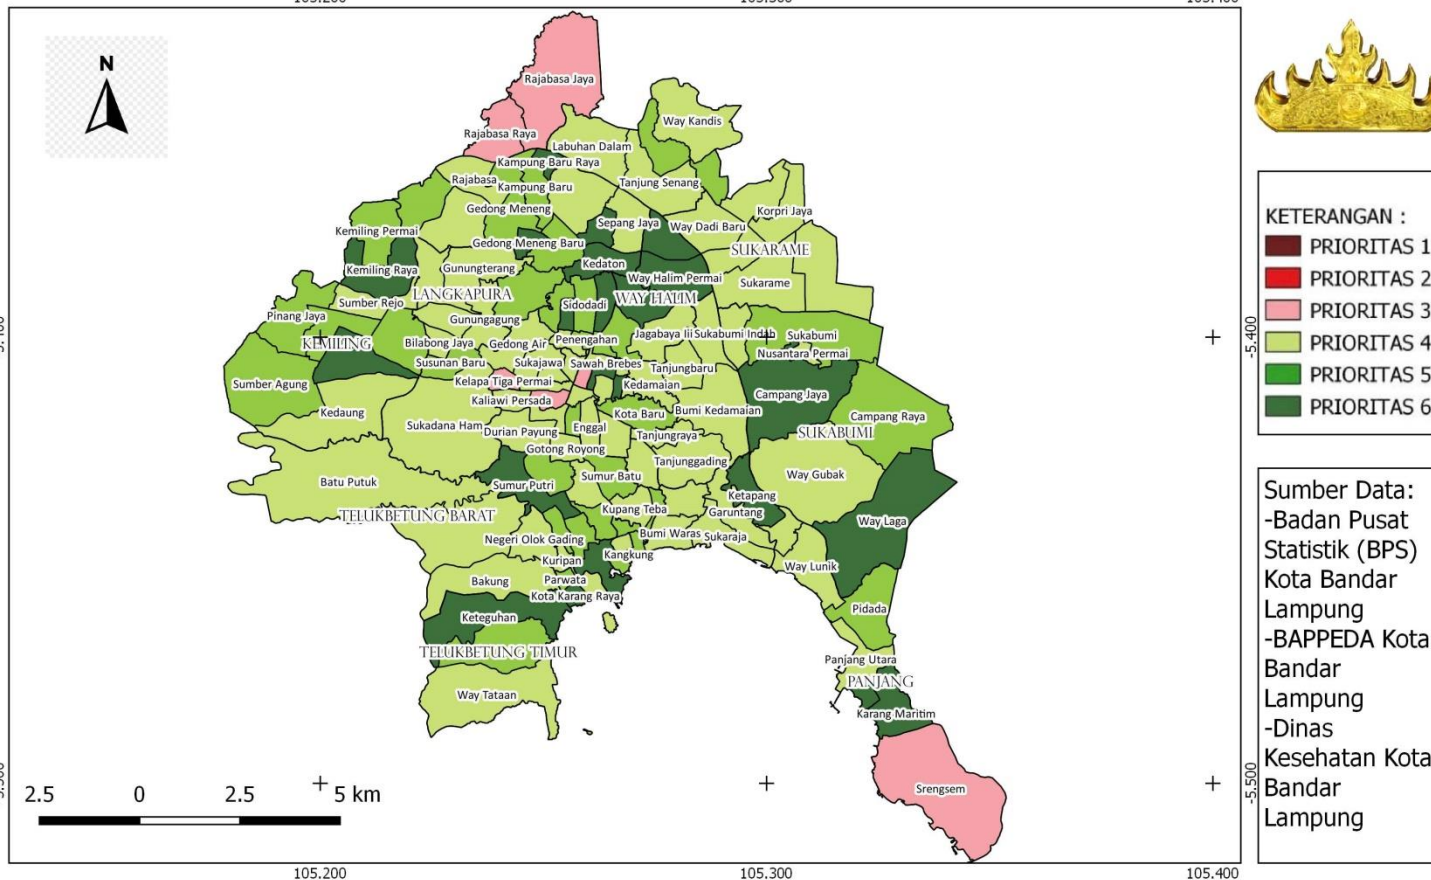 105.200
105.300
105.400
N
Rajabasa Jaya
Way Kandis
Rajabasa Raya
Labuhan Dalam
Kampung Baru Raya
Rajabasa
Kampung Baru
Tanjung Senang
Gedong Meneng
Korpri Jaya
Sepang Jaya
Way Dadi Baru
Kemiling Permai
Gedong Meneng Baru
SUKARAME
Kemiling Raya
Gunungterang
Kedaton
Way Halim Permai
Sukarame
LANGKAPURA
WAY HALIM
Sumber Rejo
Sidodadi
Pinang Jaya
Gunungagung
KEMILING
Bilabong Jaya
Gedong Air
Penengahan
Jagabaya Iii
Sukabumi Indah
Sukabumi
Nusantara Permai
Susunan Baru
Sukajawa
Sawah Brebes
Tanjungbaru
Sumber Agung
Kelapa Tiga Permai
Kedamaian
Campang Jaya
Kaliawi Persada
Kedaung
Kota Baru
Bumi Kedamaian
Campang Raya
Sukadana Ham
Durian Payung
Enggal
Tanjungraya
SUKABUMI
Gotong Royong
Tanjunggading
Batu Putuk
Sumur Putri
Sumur Batu
Way Gubak
Ketapang
TELUKBETUNG BARAT
Kupang Teba
Garuntang
Way Laga
Negeri Olok Gading
Bumi Waras
Sukaraja
Kuripan
Kangkung
Way Lunik
Bakung
Parwata
Kota Karang Raya
Keteguhan
Pidada
TELUKBETUNG TIMUR
Panjang Utara
PANJANG
Way Tataan
Karang Maritim
Srengsem
2.5 0 2.5 5 km
-5.400
-5.500
105.200
105.300
105.400
KETERANGAN :
PRIORITAS 1
PRIORITAS 2
PRIORITAS 3
PRIORITAS 4
PRIORITAS 5
PRIORITAS 6
Sumber Data:
-Badan Pusat
Statistik (BPS)
Kota Bandar
Lampung
-BAPPEDA Kota
Bandar
Lampung
-Dinas
Kesehatan Kota
Bandar
Lampung